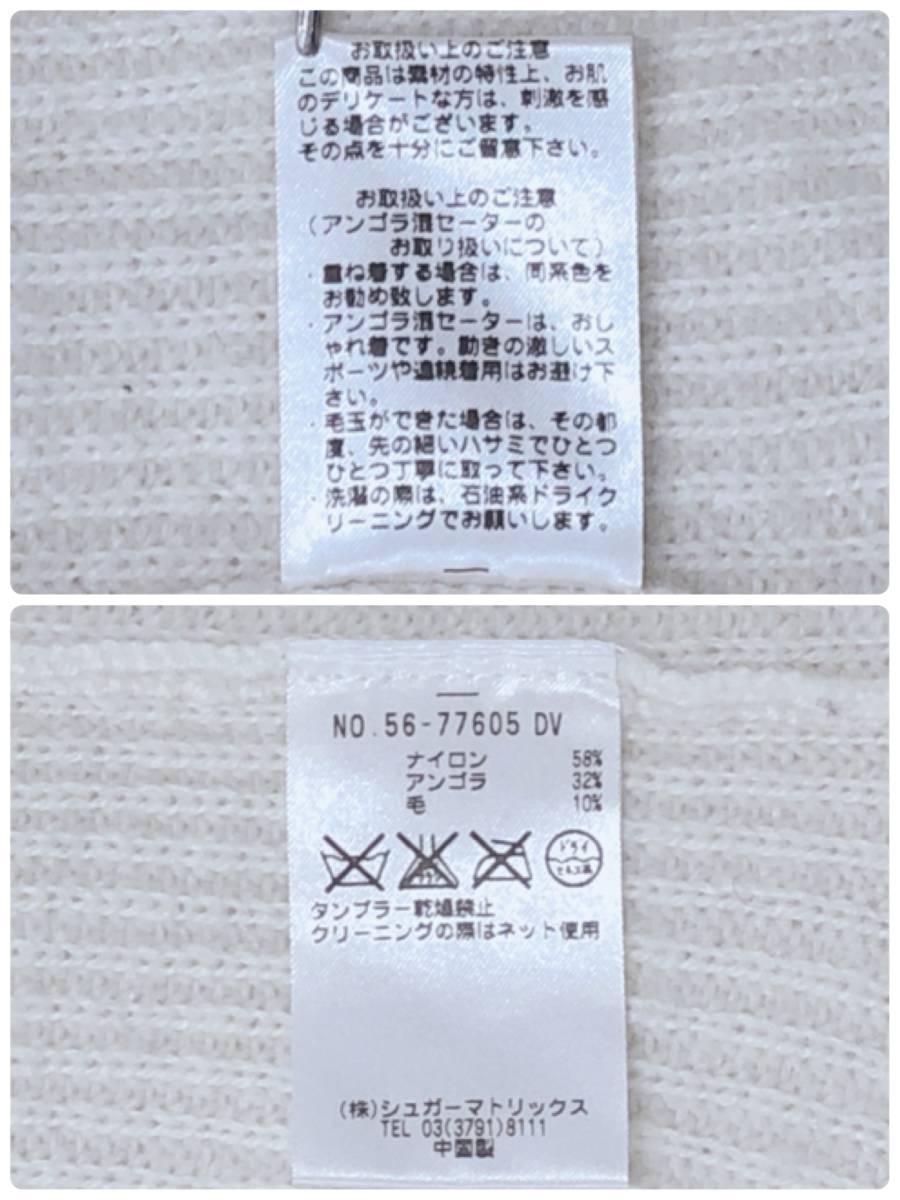 お取扱い上のご注意
この商品は素材の特性上、お肌
のデリケートな方は、刺激を感
じる場合がございます。
その点を十分にご留意下さい。
お取扱い上のご注意
(アンゴラ混セーターの
お取り扱いについて)
・重ね着する場合は、同系色を
お勧め致します。
・アンゴラ混セーターは、おし
ゃれ着です。動きの激しいス
ポーツや連続着用はお避け下
さい。
・毛玉ができた場合は、その都
度、先の細いハサミでひとつ
ひとつ丁寧に取って下さい。
・洗濯の際は、石油系ドライク
リーニングでお願いします。
NO.56-77605 DV
ナイロン 58%
アンゴラ 32%
毛 10%
ドライ
タンブラー乾燥禁止
クリーニングの際はネット使用
(株)シュガーマトリックス
TEL 03(3791)8111
中国製